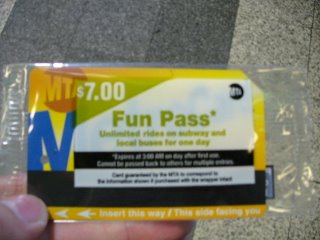 MTA $7.00
MTA
Fun Pass*
Unlimited rides on subway and
local buses for one day
*Expires at 3:00 AM on day after first use.
Cannot be passed back to others for multiple entries.
Card guaranteed by the MTA to correspond to
the information shown if purchased with the wrapper intact
M
Insert this way / This side facing you